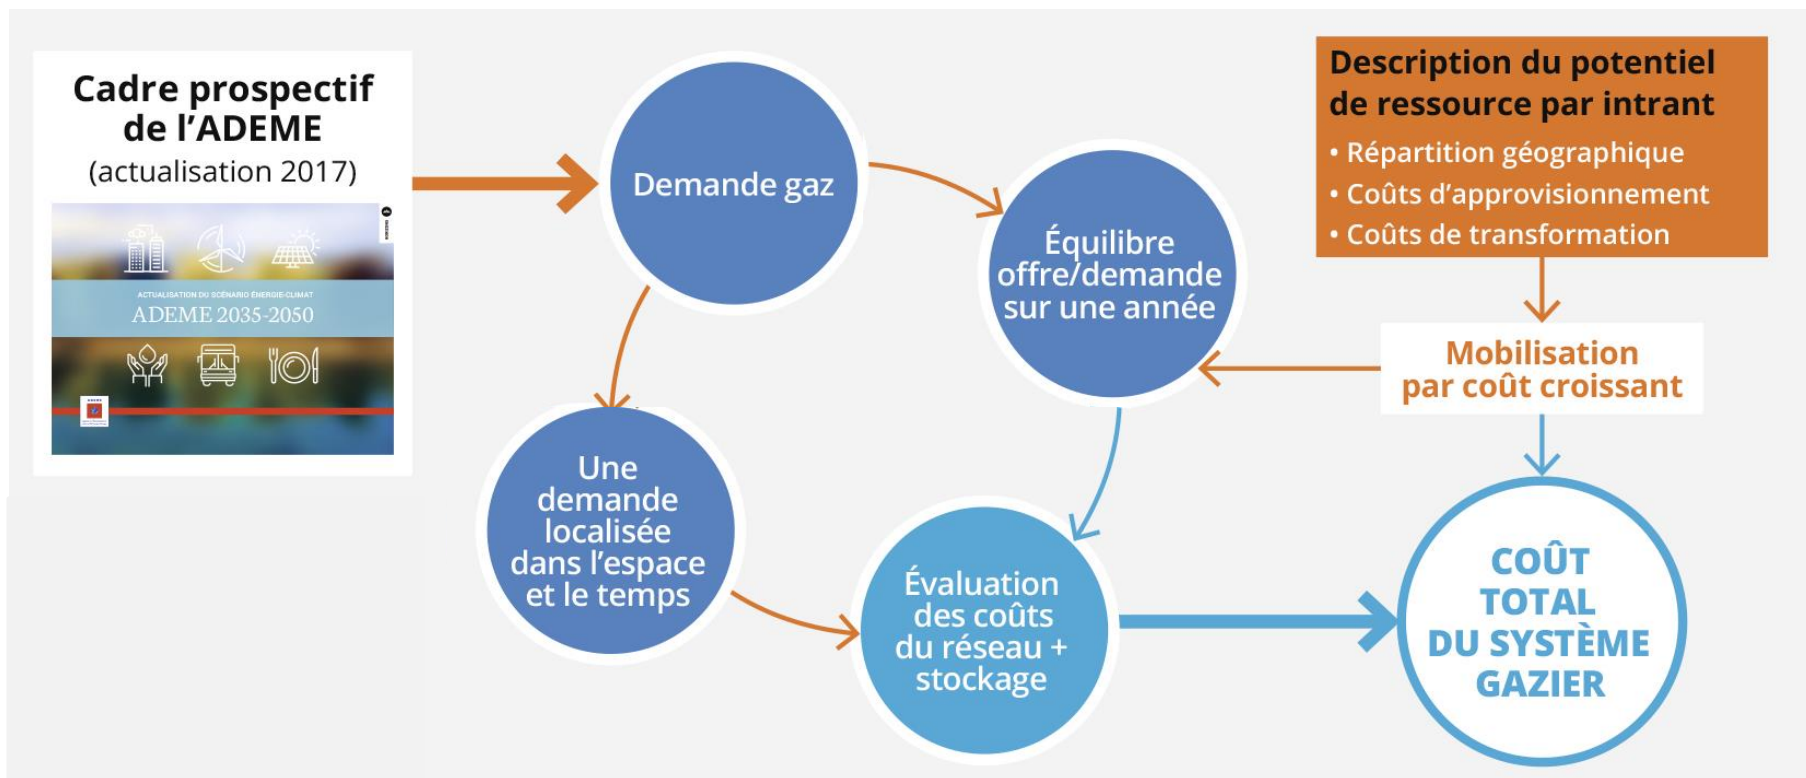 Cadre prospectif
de l’ADEME
(actualisation 2017)
ACTUALISATION DU SCÉNARIO ÉNERGIE-CLIMAT
ADEME 2035-2050
Demande gaz
Équilibre
offre/demande
sur une année
Une
demande
localisée
dans l’espace
et le temps
Évaluation
des coûts
du réseau +
stockage
Description du potentiel
de ressource par intrant
• Répartition géographique
• Coûts d’approvisionnement
• Coûts de transformation
Mobilisation
par coût croissant
COÛT
TOTAL
DU SYSTÈME
GAZIER